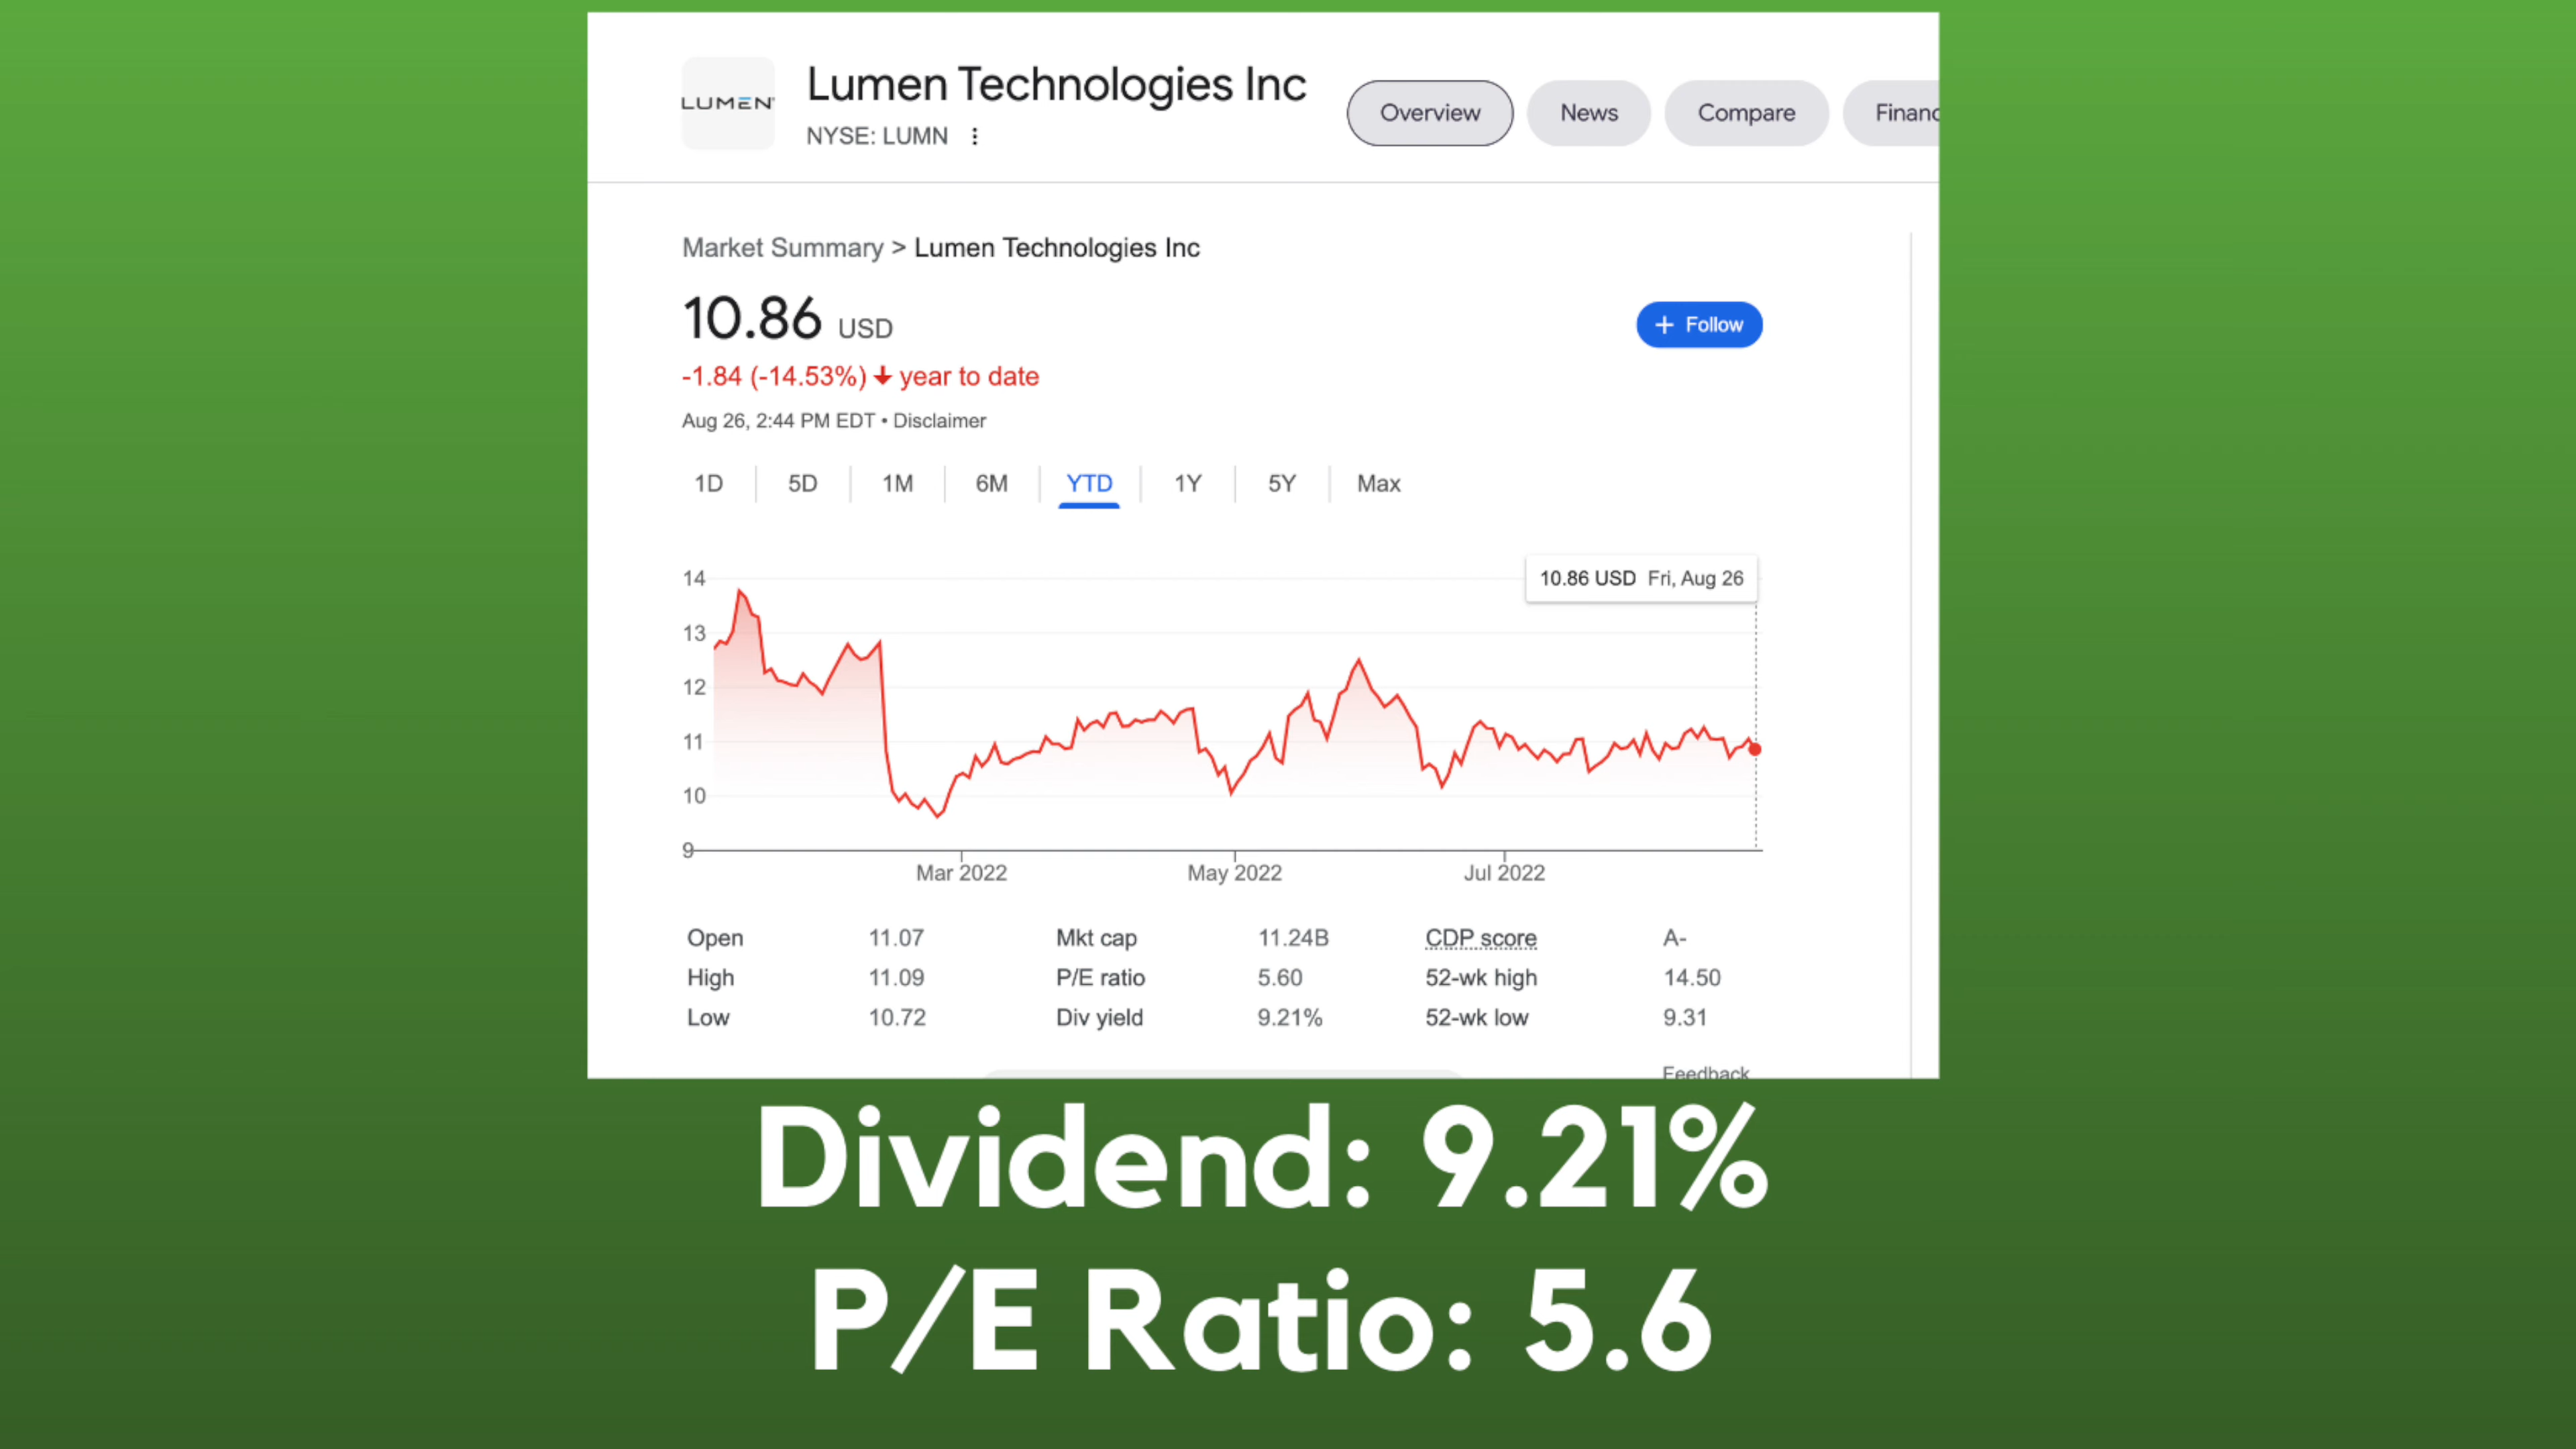 LUMEN
Lumen Technologies Inc
NYSE: LUMN
Overview
News
Compare
Financ
Market Summary > Lumen Technologies Inc
10.86 USD
+ Follow
-1.84 (-14.53%) year to date
Aug 26, 2:44 PM EDT • Disclaimer
1D 5D 1M 6M YTD 1Y 5Y Max
10.86 USD Fri, Aug 26
14
13
12
11
10
9
Mar 2022 May 2022 Jul 2022
Open 11.07 Mkt cap 11.24B CDP score A-
High 11.09 P/E ratio 5.60 52-wk high 14.50
Low 10.72 Div yield 9.21% 52-wk low 9.31
Feedback
Dividend: 9.21%
P/E Ratio: 5.6